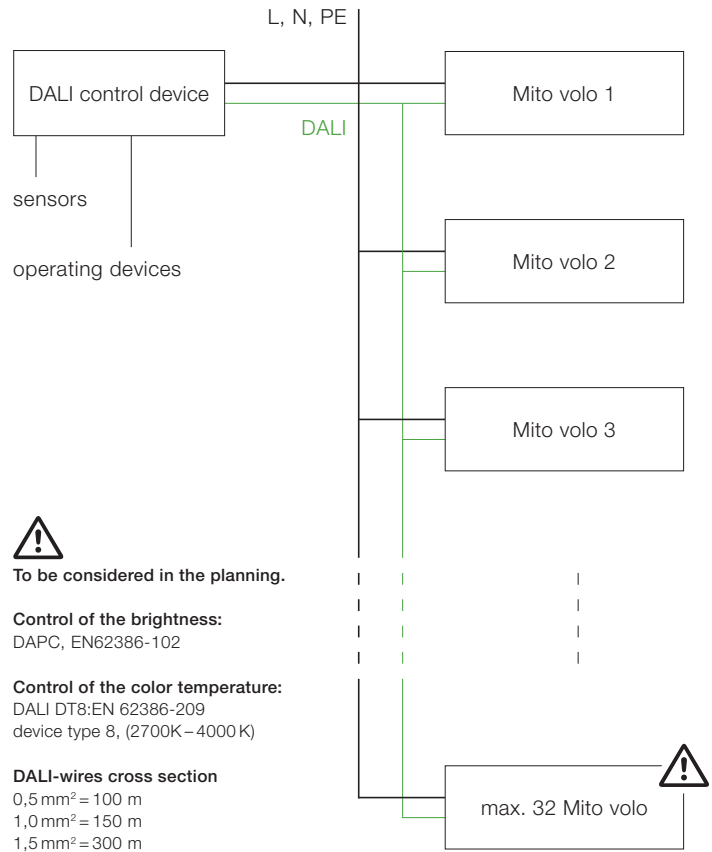 L, N, PE
DALI control device
Mito volo 1
DALI
sensors
Mito volo 2
operating devices
Mito volo 3
To be considered in the planning.
Control of the brightness:
DAPC, EN62386-102
Control of the color temperature:
DALI DT8:EN 62386-209
device type 8, (2700K – 4000 K)
DALI-wires cross section
0,5 mm² = 100 m
1,0 mm² = 150 m
1,5 mm² = 300 m
max. 32 Mito volo